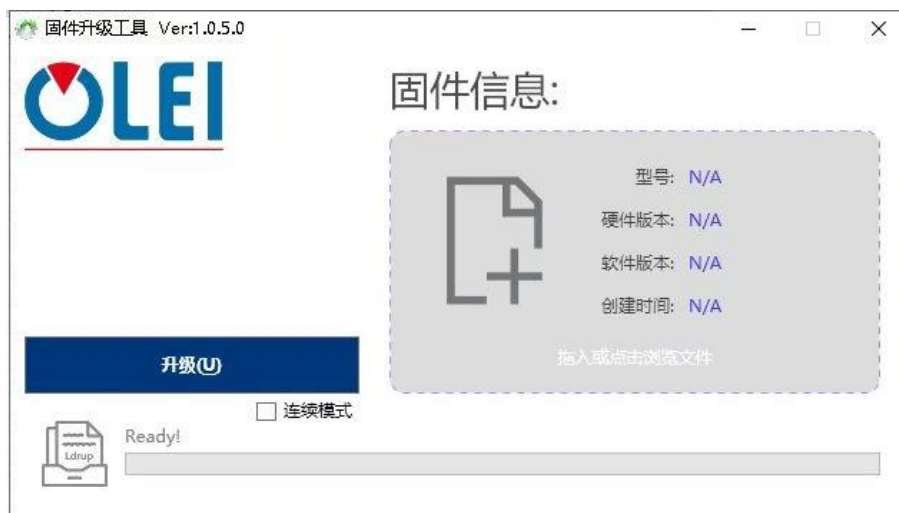 固件升级工具 Ver:1.0.5.0
OLEI
固件信息:
型号: N/A
硬件版本: N/A
软件版本: N/A
创建时间: N/A
拖入或点击浏览文件
升级(U)
连续模式
Ready!
Ldrup